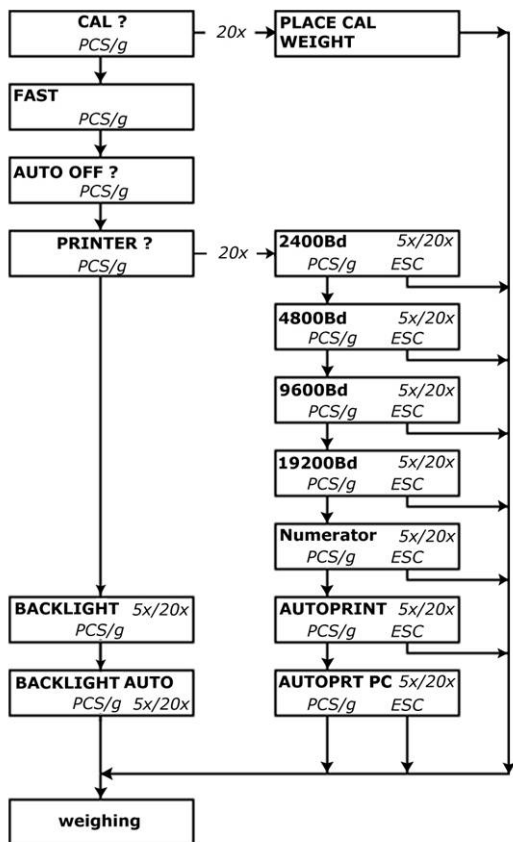 CAL ?
PCS/g
20x
PLACE CAL
WEIGHT
FAST
PCS/g
AUTO OFF ?
PCS/g
PRINTER ?
PCS/g
20x
2400Bd 5x/20x
PCS/g ESC
4800Bd 5x/20x
PCS/g ESC
9600Bd 5x/20x
PCS/g ESC
19200Bd 5x/20x
PCS/g ESC
Numerator 5x/20x
PCS/g ESC
BACKLIGHT 5x/20x
PCS/g
AUTOPRINT 5x/20x
PCS/g ESC
BACKLIGHT AUTO
PCS/g 5x/20x
AUTOPRT PC 5x/20x
PCS/g ESC
weighing